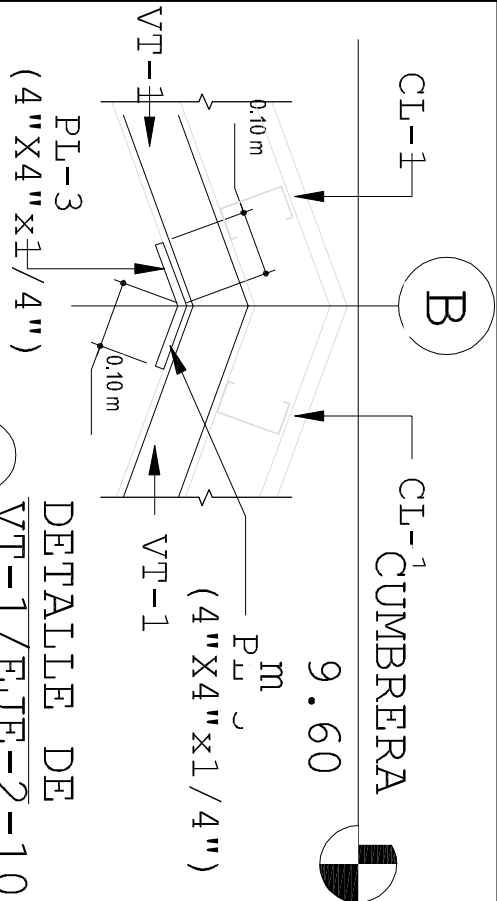 B
CL-1
CL-1
CUMBRERA
9.60
m
VT-1
VT-1
0.10 m
0.10 m
PL-3
(4"X4"x1/4")
(4"X4"x1/4")
DETALLE DE
VT-1/EJE-2-10